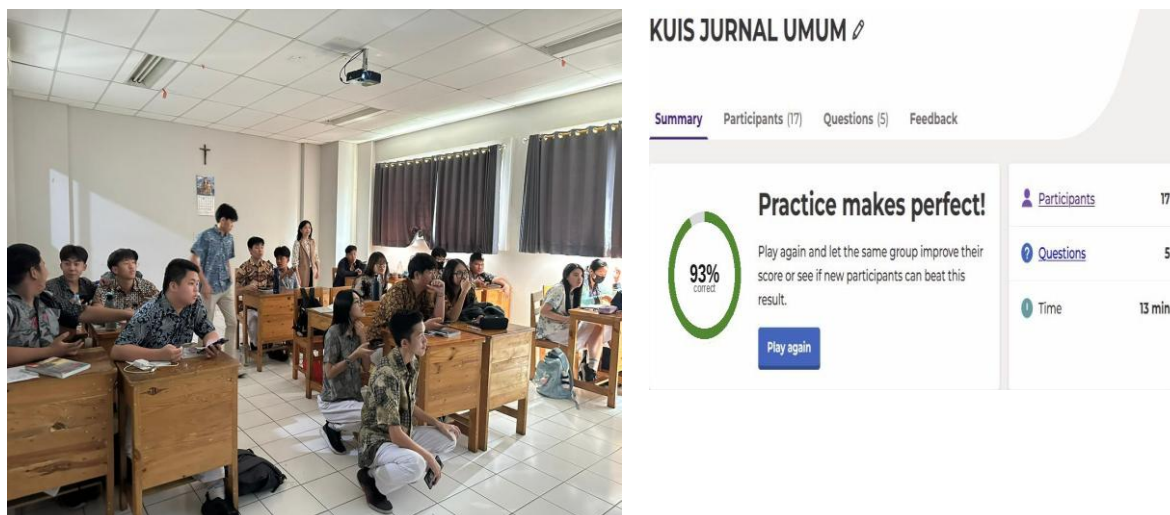 KUIS JURNAL UMUM
Summary Participants (17) Questions (5) Feedback
93%
correct
Practice makes perfect!
Play again and let the same group improve their
score or see if new participants can beat this
result.
Play again
Participants 17
Questions 5
Time 13 min